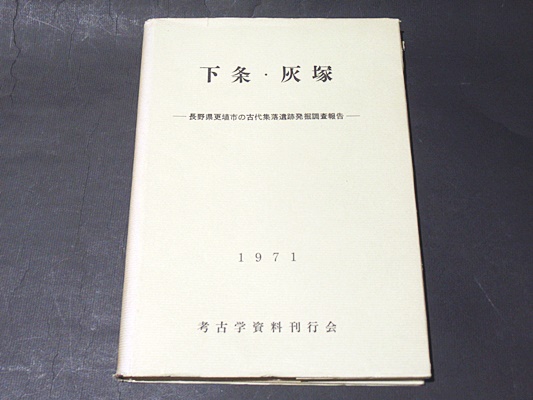 下条・灰塚
—長野県更埴市の古代集落遺跡発掘調査報告—
1971
考古学資料刊行会